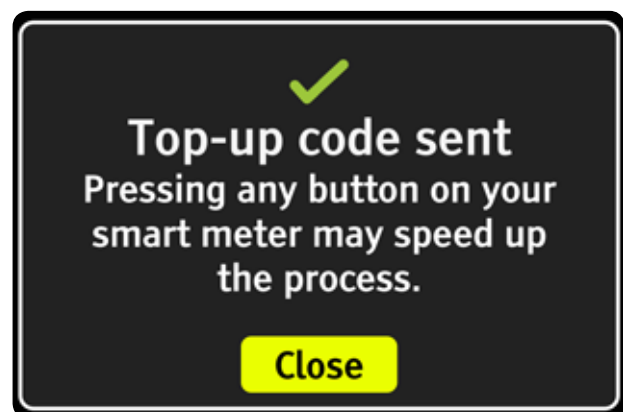 Top-up code sent
Pressing any button on your
smart meter may speed up
the process.
Close